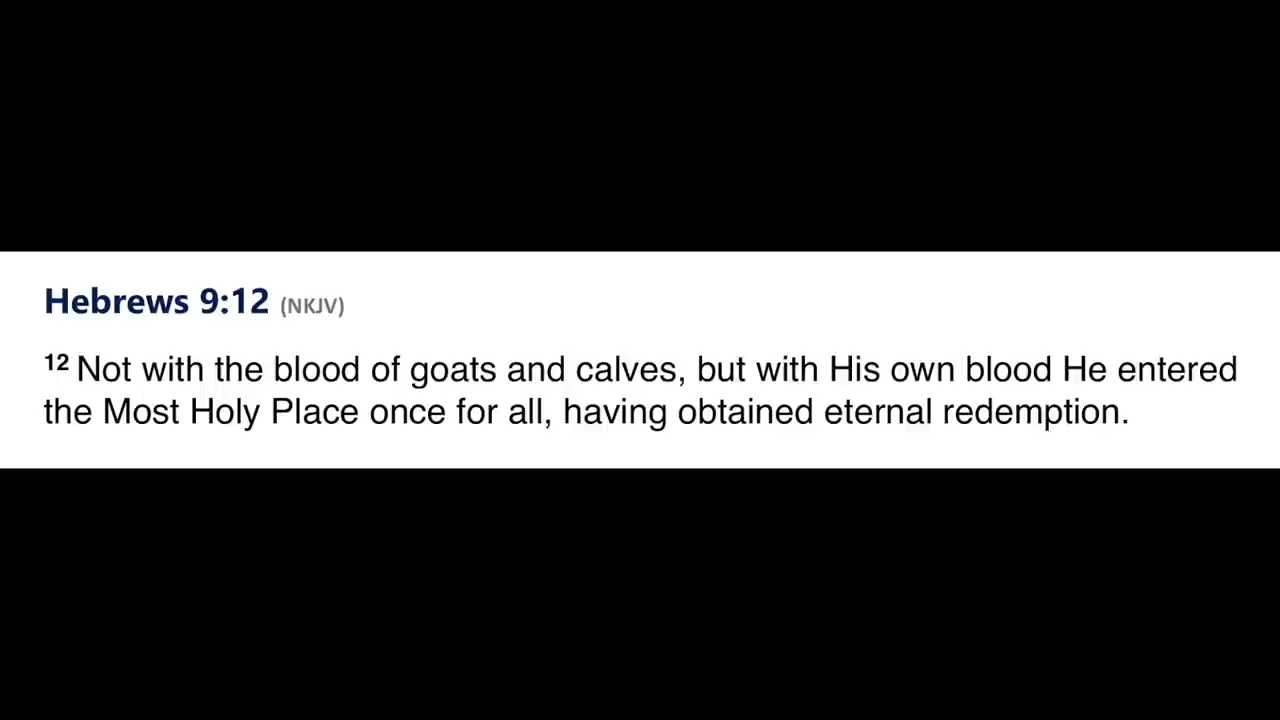 Hebrews 9:12 (NKJV)
12 Not with the blood of goats and calves, but with His own blood He entered
the Most Holy Place once for all, having obtained eternal redemption.